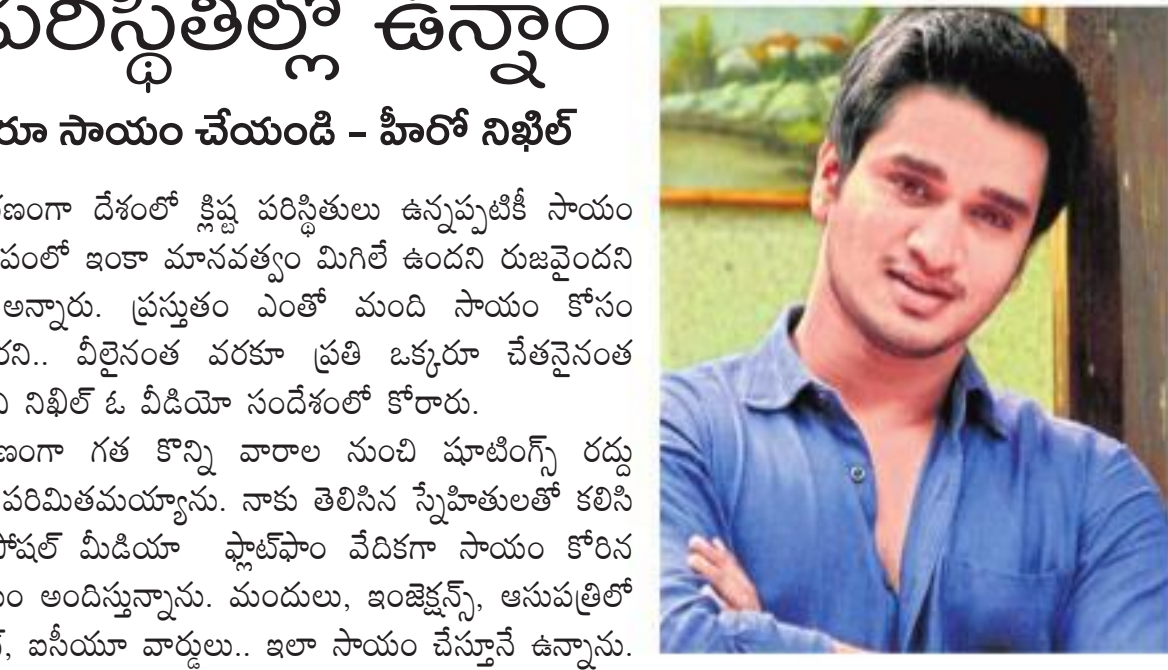 పరిస్థితిల్లో ఉన్నాం
రూ సాయం చేయండి – హీరో నిఖిల్
ణంగా దేశంలో క్లిష్ట పరిస్థితులు ఉన్నప్పటికీ సాయం
పంలో ఇంకా మానవత్వం మిగిలే ఉందని రుజవైందని
అన్నారు. ప్రస్తుతం ఎంతో మంది సాయం కోసం
రని.. వీలైనంత వరకూ ప్రతి ఒక్కరూ చేతనైనంత
నిఖిల్ ఓ వీడియో సందేశంలో కోరారు.
ణంగా గత కొన్ని వారాల నుంచి షూటింగ్స్ రద్దు
పరిమితమయ్యాను. నాకు తెలిసిన స్నేహితులతో కలిసి
సోషల్ మీడియా ఫ్లాట్‌ఫాం వేదికగా సాయం కోరిన
అందిస్తున్నాను. మందులు, ఇంజెక్షన్స్, ఆసుపత్రిలో
ఐసీయూ వార్డులు.. ఇలా సాయం చేస్తూనే ఉన్నాను.